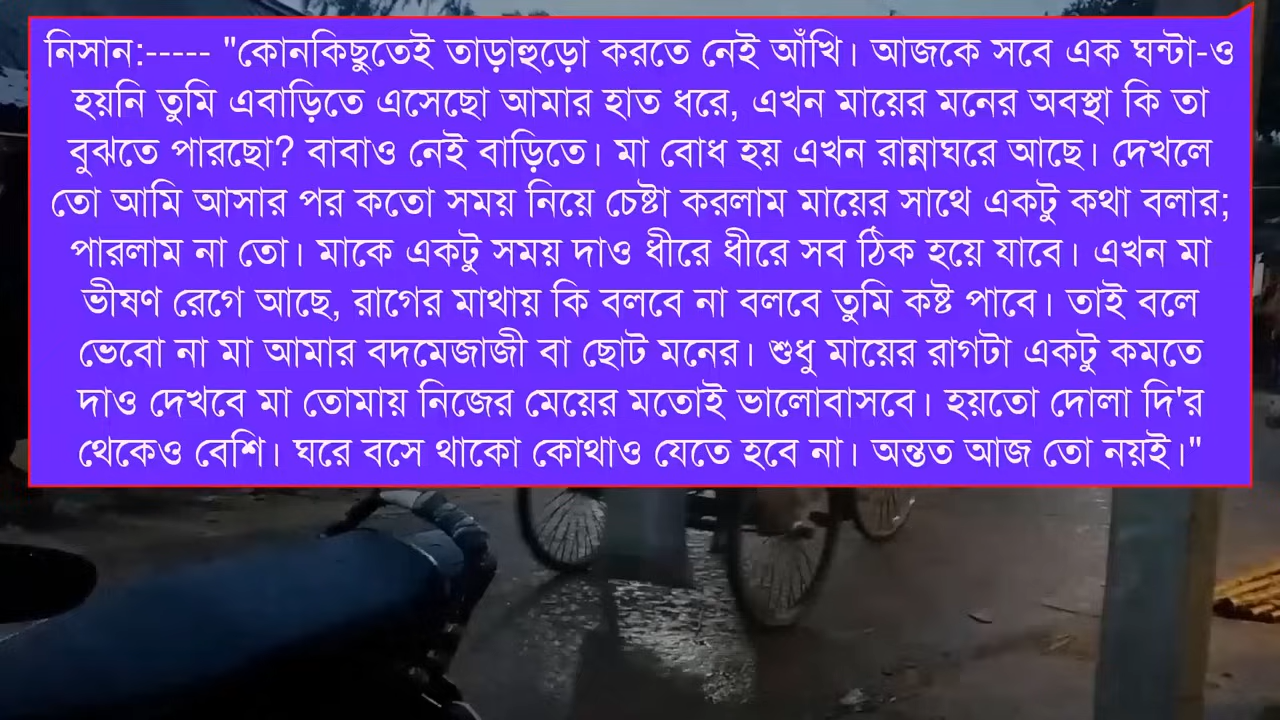 নিসান:----- "কোনকিছুতেই তাড়াহুড়ো করতে নেই আঁখি। আজকে সবে এক ঘন্টা-ও
হয়নি তুমি এবাড়িতে এসেছো আমার হাত ধরে, এখন মায়ের মনের অবস্থা কি তা
বুঝতে পারছো? বাবাও নেই বাড়িতে। মা বোধ হয় এখন রান্নাঘরে আছে। দেখলে
তো আমি আসার পর কতো সময় নিয়ে চেষ্টা করলাম মায়ের সাথে একটু কথা বলার;
পারলাম না তো। মাকে একটু সময় দাও ধীরে ধীরে সব ঠিক হয়ে যাবে। এখন মা
ভীষণ রেগে আছে, রাগের মাথায় কি বলবে না বলবে তুমি কষ্ট পাবে। তাই বলে
ভেবো না মা আমার বদমেজাজী বা ছোট মনের। শুধু মায়ের রাগটা একটু কমতে
দাও দেখবে মা তোমায় নিজের মেয়ের মতোই ভালোবাসবে। হয়তো দোলা দি'র
থেকেও বেশি। ঘরে বসে থাকো কোথাও যেতে হবে না। অন্তত আজ তো নয়ই।"